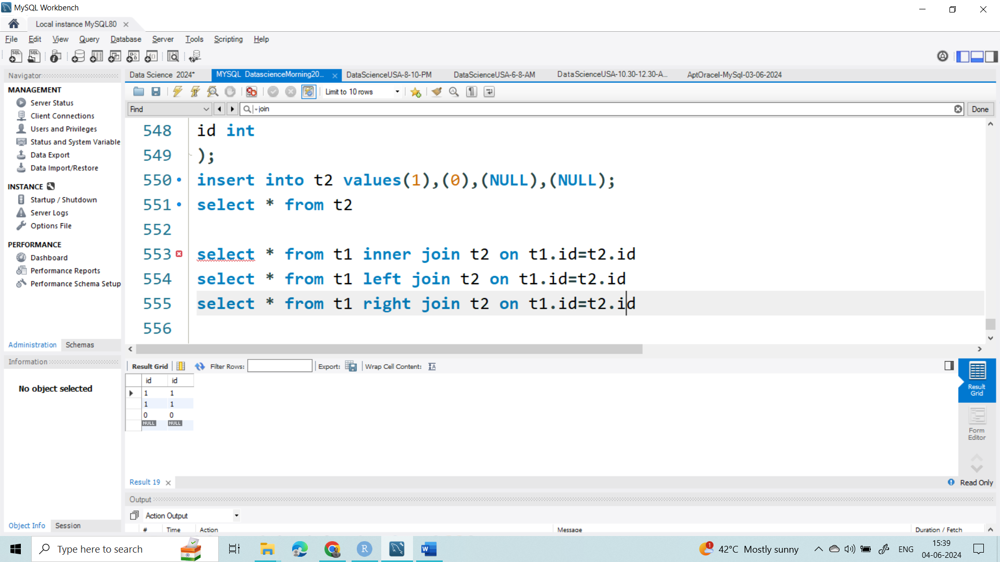 MySQL Workbench
Local instance MySQL80
File Edit View Query Database Server Tools Scripting Help
Navigator
MANAGEMENT
Server Status
Client Connections
Users and Privileges
Status and System Variable
Data Export
Data Import/Restore
INSTANCE
Startup / Shutdown
Server Logs
Options File
PERFORMANCE
Dashboard
Performance Reports
Performance Schema Setup
Administration Schemas
Information
No object selected
Object Info Session
Data Science 2024* MYSQL DatascienceMorning20... DataScienceUSA-8-10-PM DataScienceUSA-6-8-AM DataScienceUSA-10.30-12.30-A... AptOracel-MySql-03-06-2024
Limit to 10 rows
Find join Done
548 id int
549 );
550 insert into t2 values(1),(0),(NULL),(NULL);
551 select * from t2
552
553 select * from t1 inner join t2 on t1.id=t2.id
554 select * from t1 left join t2 on t1.id=t2.id
555 select * from t1 right join t2 on t1.id=t2.id
556
Result Grid Filter Rows: Export: Wrap Cell Content:
id id
1 1
1 1
0 0
NULL NULL
Result Grid
Form Editor
Result 19 Read Only
Output
Action Output
# Time Action Message Duration / Fetch
Type here to search 42°C Mostly sunny ENG 15:39
04-06-2024